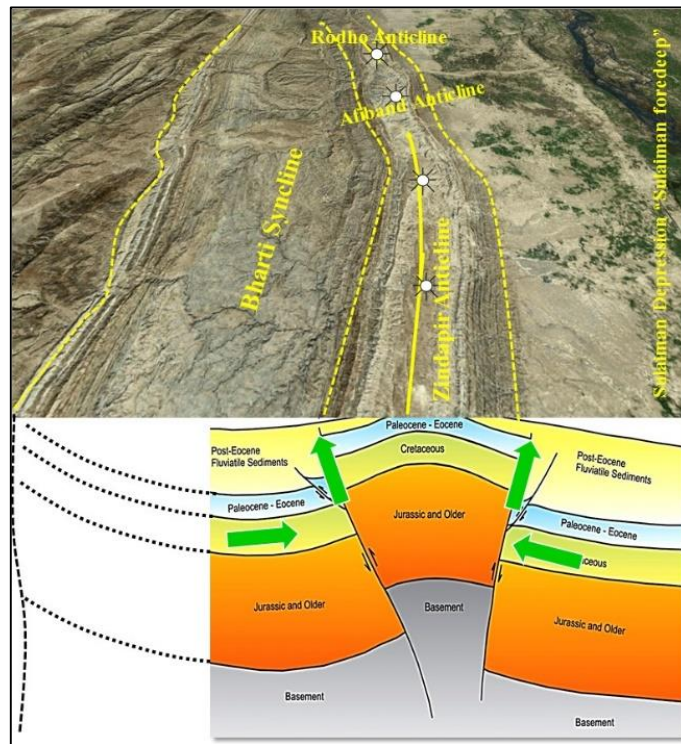 Rodho Anticline
Afiband Anticline
Bharti Syncline
Zindapir Anticline
Sulaiman Depression "Sulaiman foredeep"
Paleocene - Eocene
Post-Eocene
Fluviatile Sediments
Cretaceous
Post-Eocene
Fluviatile Sediments
Paleocene - Eocene
Jurassic and Older
Paleocene - Eocene
aceous
Jurassic and Older
Basement
Jurassic and Older
Basement
Basement